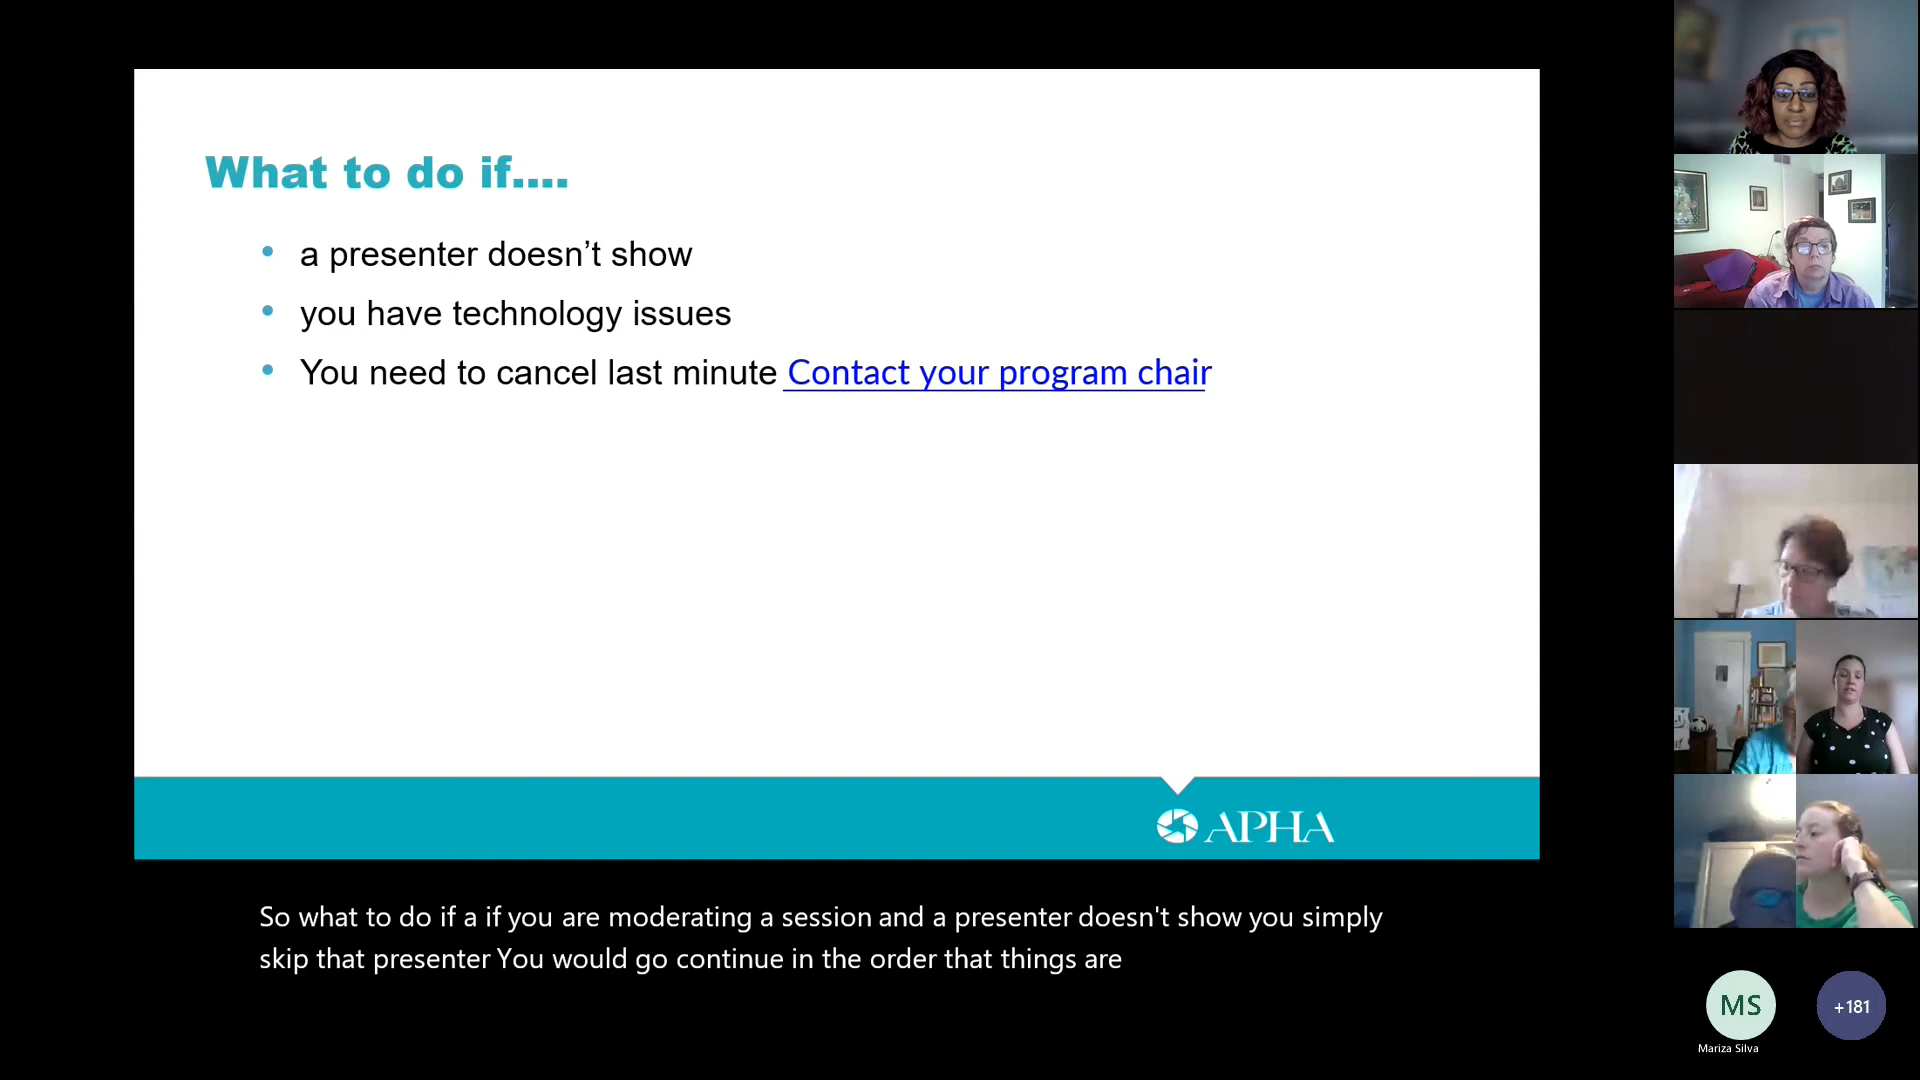 What to do if....
a presenter doesn’t show
you have technology issues
You need to cancel last minute Contact your program chair
APHA
So what to do if a if you are moderating a session and a presenter doesn't show you simply
skip that presenter You would go continue in the order that things are
MS
+181
Mariza Silva